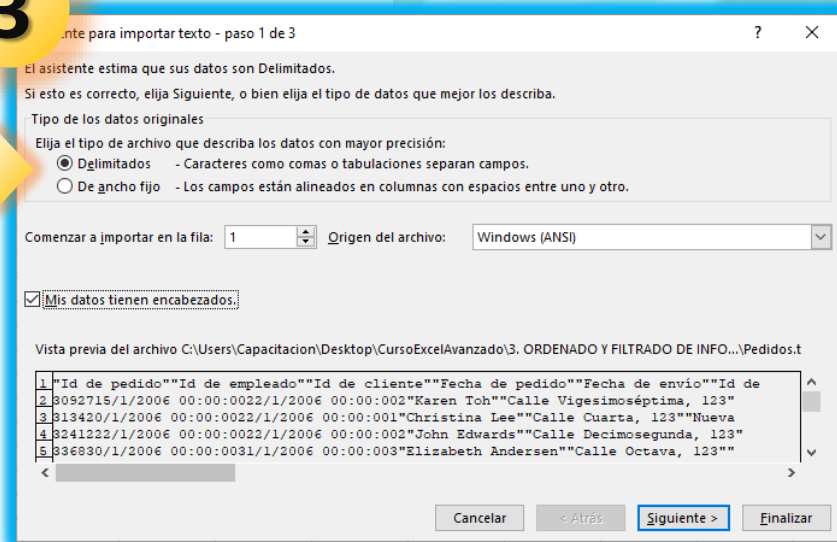 3
nte para importar texto - paso 1 de 3 ?
El asistente estima que sus datos son Delimitados.
Si esto es correcto, elija Siguiente, o bien elija el tipo de datos que mejor los describa.
Tipo de los datos originales
Elija el tipo de archivo que describa los datos con mayor precisión:
Delimitados - Caracteres como comas o tabulaciones separan campos.
De ancho fijo - Los campos están alineados en columnas con espacios entre uno y otro.
Comenzar a importar en la fila: 1 Origen del archivo: Windows (ANSI)
Mis datos tienen encabezados.
Vista previa del archivo C:\Users\Capacitacion\Desktop\CursoExcelAvanzado\3. ORDENADO Y FILTRADO DE INFO...\Pedidos.t
1 "Id de pedido""Id de empleado""Id de cliente""Fecha de pedido""Fecha de envío""Id de
2 3092715/1/2006 00:00:0022/1/2006 00:00:002"Karen Toh""Calle Vigesimoséptima, 123"
3 313420/1/2006 00:00:0022/1/2006 00:00:001"Christina Lee""Calle Cuarta, 123""Nueva
4 3241222/1/2006 00:00:0022/1/2006 00:00:002"John Edwards""Calle Decimosegunda, 123"
5 336830/1/2006 00:00:0031/1/2006 00:00:003"Elizabeth Andersen""Calle Octava, 123""
Cancelar < Atrás Siguiente > Finalizar